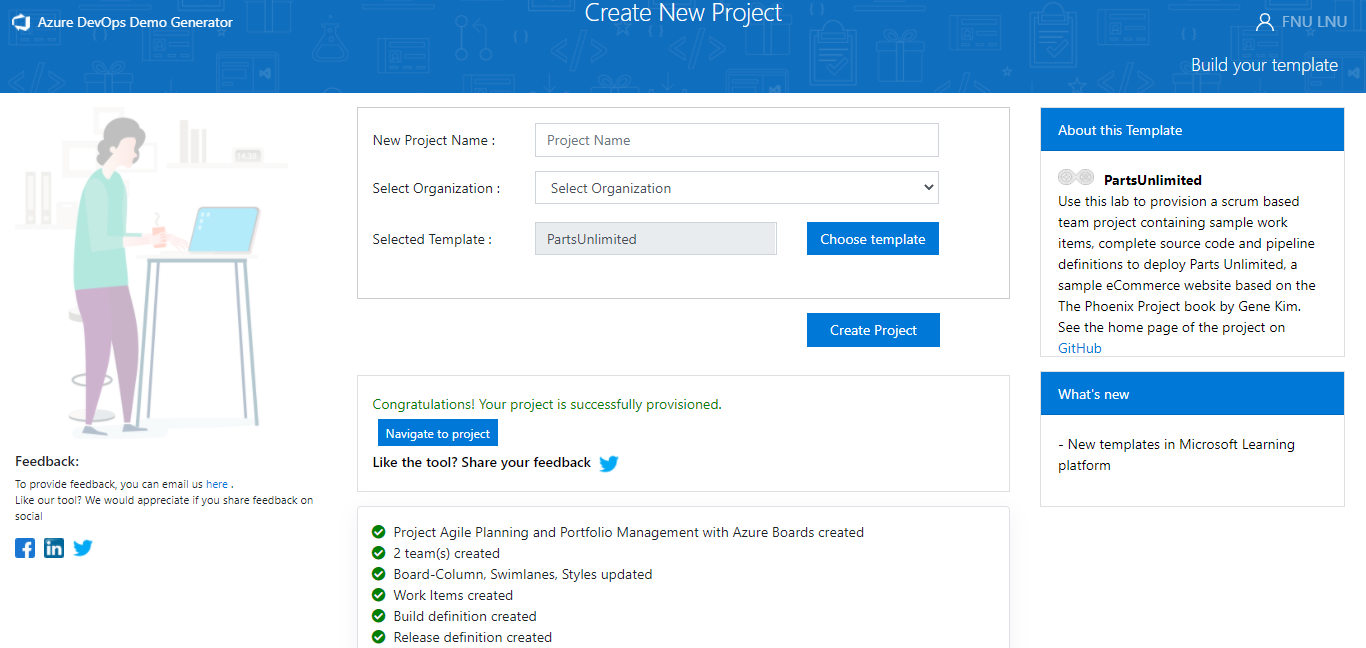 Azure DevOps Demo Generator
Create New Project
FNU LNU
Build your template
New Project Name :
Project Name
Select Organization :
Select Organization
Selected Template :
PartsUnlimited
Choose template
Create Project
Congratulations! Your project is successfully provisioned.
Navigate to project
Like the tool? Share your feedback
Project Agile Planning and Portfolio Management with Azure Boards created
2 team(s) created
Board-Column, Swimlanes, Styles updated
Work Items created
Build definition created
Release definition created
About this Template
PartsUnlimited
Use this lab to provision a scrum based
team project containing sample work
items, complete source code and pipeline
definitions to deploy Parts Unlimited, a
sample eCommerce website based on the
The Phoenix Project book by Gene Kim.
See the home page of the project on
GitHub
What's new
- New templates in Microsoft Learning
platform
Feedback:
To provide feedback, you can email us here .
Like our tool? We would appreciate if you share feedback on
social